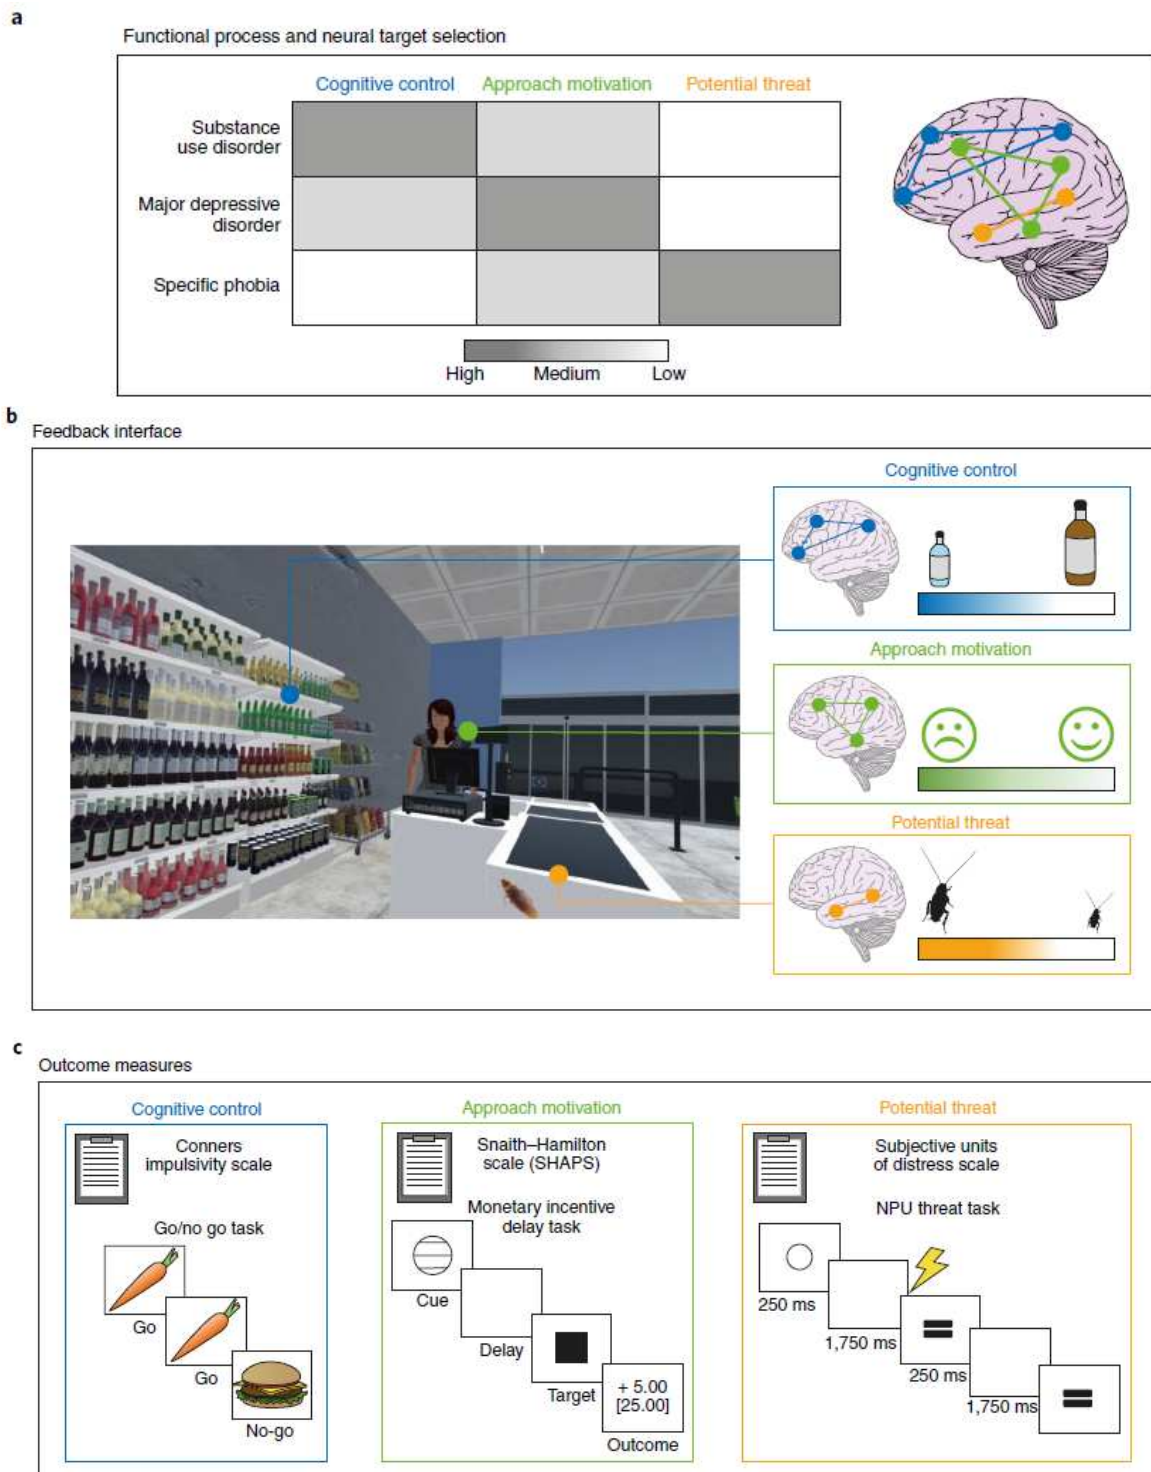 a
Functional process and neural target selection
Cognitive control
Approach motivation
Potential threat
Substance
use disorder
Major depressive
disorder
Specific phobia
High
Medium
Low
b
Feedback interface
Cognitive control
Approach motivation
Potential threat
c
Outcome measures
Cognitive control
Conners
impulsivity scale
Go/no go task
Go
Go
No-go
Approach motivation
Snaith–Hamilton
scale (SHAPS)
Monetary incentive
delay task
Cue
Delay
Target
+ 5.00
[25.00]
Outcome
Potential threat
Subjective units
of distress scale
NPU threat task
250 ms
1,750 ms
250 ms
1,750 ms